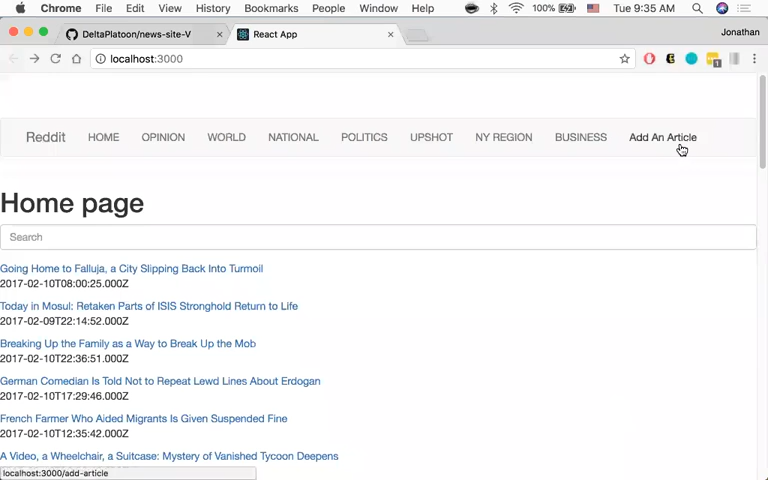 Chrome File Edit View History Bookmarks People Window Help 100% Tue 9:35 AM
DeltaPlatoon/news-site-V React App Jonathan
localhost:3000
1
Reddit HOME OPINION WORLD NATIONAL POLITICS UPSHOT NY REGION BUSINESS Add An Article
Home page
Search
Going Home to Falluja, a City Slipping Back Into Turmoil
2017-02-10T08:00:25.000Z
Today in Mosul: Retaken Parts of ISIS Stronghold Return to Life
2017-02-09T22:14:52.000Z
Breaking Up the Family as a Way to Break Up the Mob
2017-02-10T22:36:51.000Z
German Comedian Is Told Not to Repeat Lewd Lines About Erdogan
2017-02-10T17:29:46.000Z
French Farmer Who Aided Migrants Is Given Suspended Fine
2017-02-10T12:35:42.000Z
A Video, a Wheelchair, a Suitcase: Mystery of Vanished Tycoon Deepens
localhost:3000/add-article